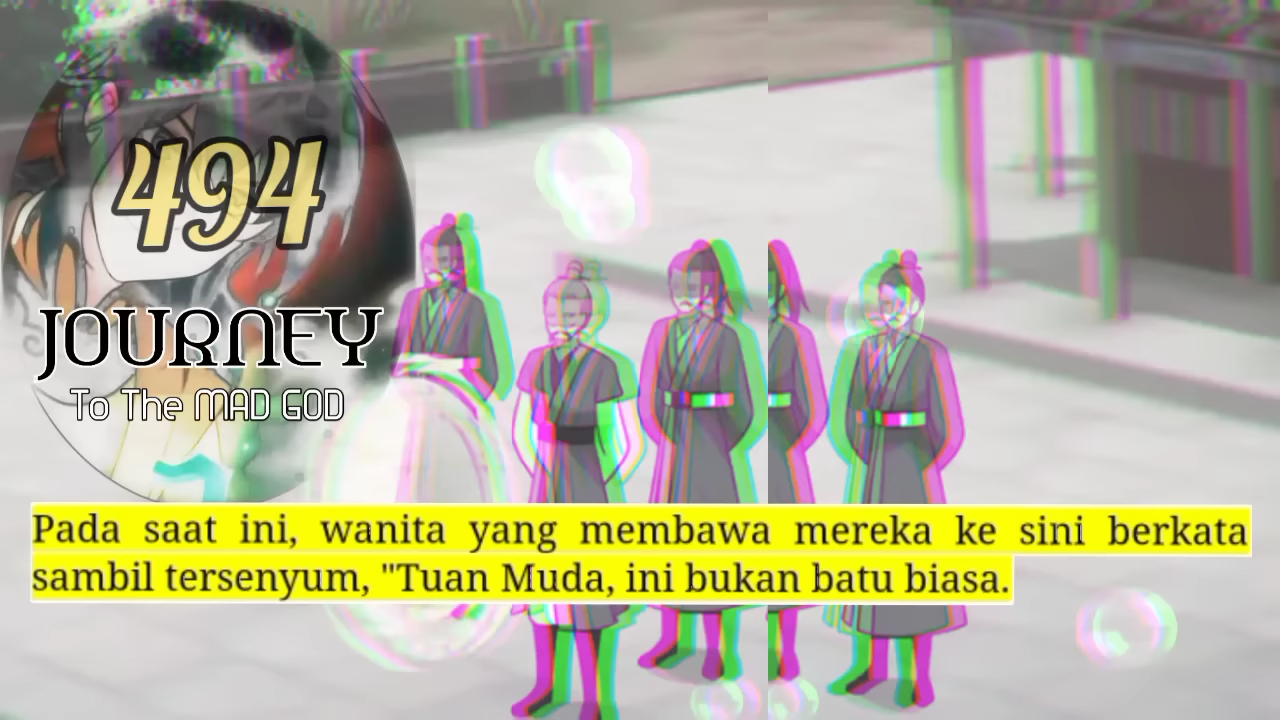 494
JOURNEY
To The MAD GOD
Pada saat ini, wanita yang membawa mereka ke sini berkata
sambil tersenyum, "Tuan Muda, ini bukan batu biasa.